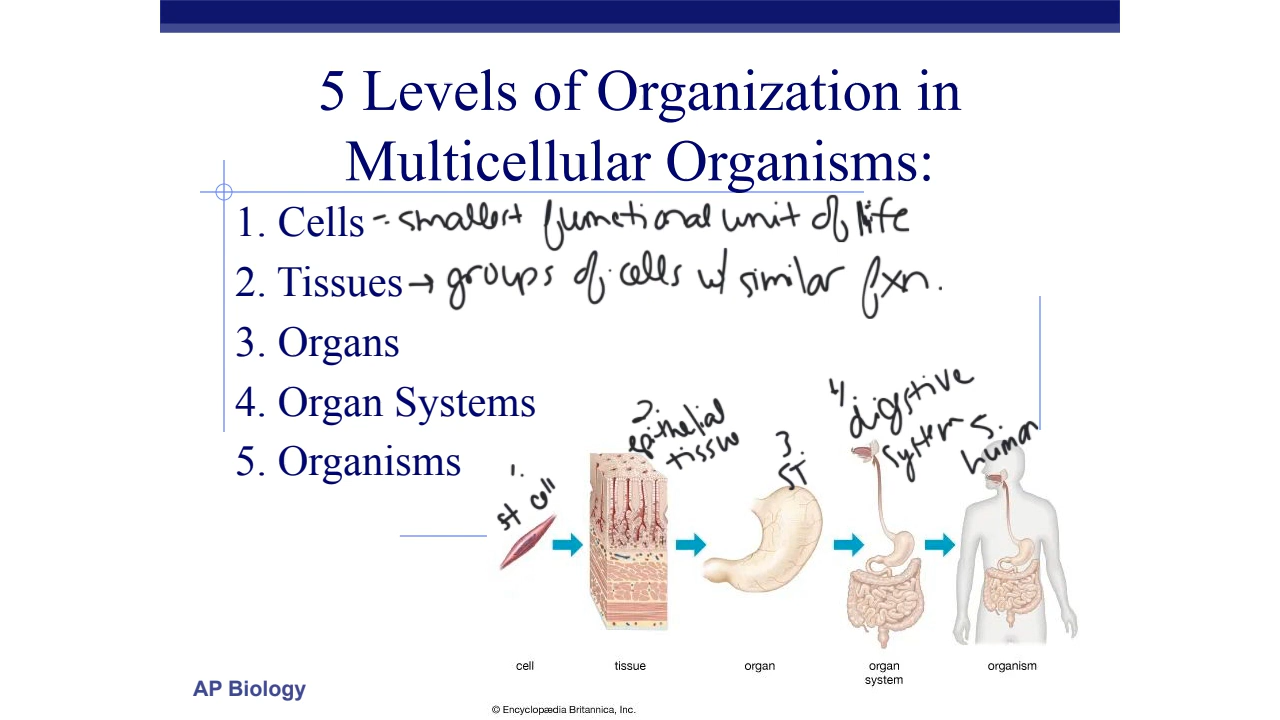 5 Levels of Organization in
Multicellular Organisms:
1. Cells - smallest functional unit of life
2. Tissues → groups of cells w/ similar fxn.
3. Organs
4. Organ Systems
5. Organisms
1.
st cell
2.
epithelial
tissue
3.
ST
4.
digestive
system
5.
human
cell
tissue
organ
organ
system
organism
AP Biology
© Encyclopædia Britannica, Inc.